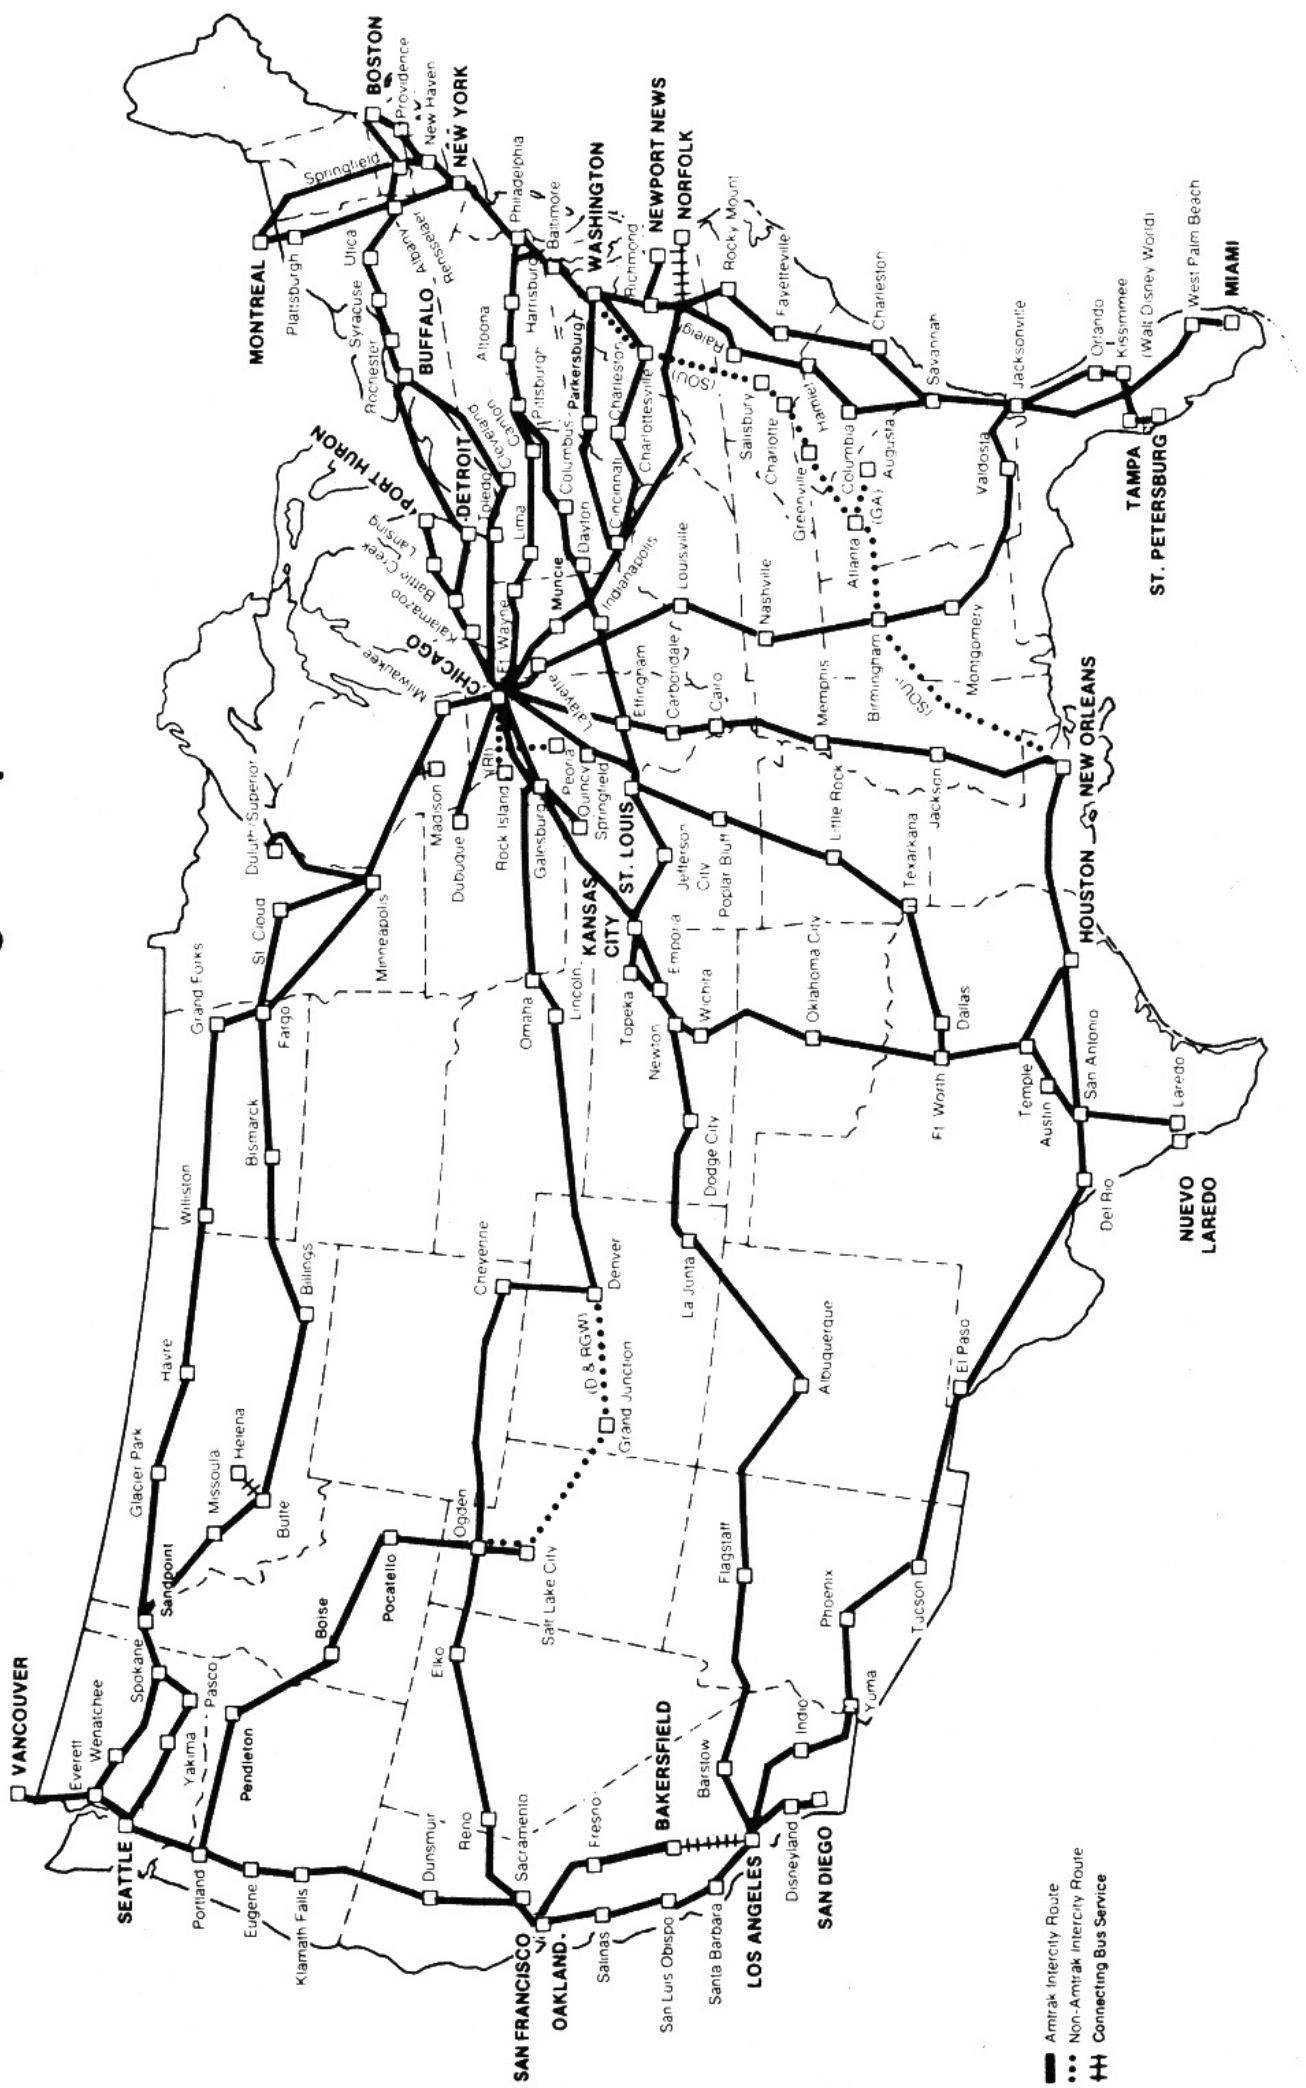 VANCOUVER
Everett
Wenatchee
SEATTLE
Spokane
Sandpoint
Yakima
Pasco
Portland
Pendleton
Eugene
Klamath Falls
Boise
Pocatello
Glacier Park
Missoula
Helena
Butte
Havre
Williston
Billings
Bismarck
Grand Forks
Fargo
St Cloud
Duluth/Superior
Minneapolis
Madison
Milwaukee
Dubuque
CHICAGO
Dunsmuir
Reno
Sacramento
SAN FRANCISCO
OAKLAND
Elko
Ogden
Salt Lake City
Cheyenne
Denver
(D & RGW)
Grand Junction
Omaha
Lincoln
(RI)
Rock Island
Galesburg
Peoria
Quincy
Springfield
KANSAS
CITY
ST. LOUIS
Jefferson
City
Poplar Bluff
Topeka
Emporia
Newton
Wichita
Dodge City
La Junta
Albuquerque
Flagstaff
Barstow
BAKERSFIELD
Fresno
Salinas
San Luis Obispo
Santa Barbara
LOS ANGELES
Disneyland
SAN DIEGO
Indio
Yuma
Phoenix
Tucson
El Paso
Del Rio
San Antonio
NUEVO
LAREDO
Laredo
Austin
Temple
Ft Worth
Dallas
Oklahoma City
Texarkana
Little Rock
HOUSTON
NEW ORLEANS
Jackson
Memphis
Cairo
Carbondale
Effingham
Lafayette
Ft Wayne
Muncie
Indianapolis
Louisville
Nashville
Birmingham
Montgomery
(SOU)
Atlanta
(GA)
Augusta
Columbia
Greenville
Charlotte
Salisbury
(SOU)
Hamlet
Raleigh
Valdosta
Jacksonville
Savannah
Charleston
Fayetteville
Rocky Mount
Orlando
Kissimmee
(Walt Disney World)
TAMPA
ST. PETERSBURG
West Palm Beach
MIAMI
NORFOLK
NEWPORT NEWS
Richmond
WASHINGTON
Charlottesville
Charleston
Cincinnati
Parkersburg
Dayton
Columbus
Lima
Canton
Pittsburgh
Altoona
Harrisburg
Baltimore
Philadelphia
Toledo
Cleveland
DETROIT
PORT HURON
Lansing
Battle Creek
Kalamazoo
BUFFALO
Rochester
Syracuse
Utica
Albany
Rensselaer
MONTREAL
Plattsburgh
Springfield
BOSTON
Providence
New Haven
NEW YORK
Amtrak Intercity Route
Non-Amtrak Intercity Route
Connecting Bus Service